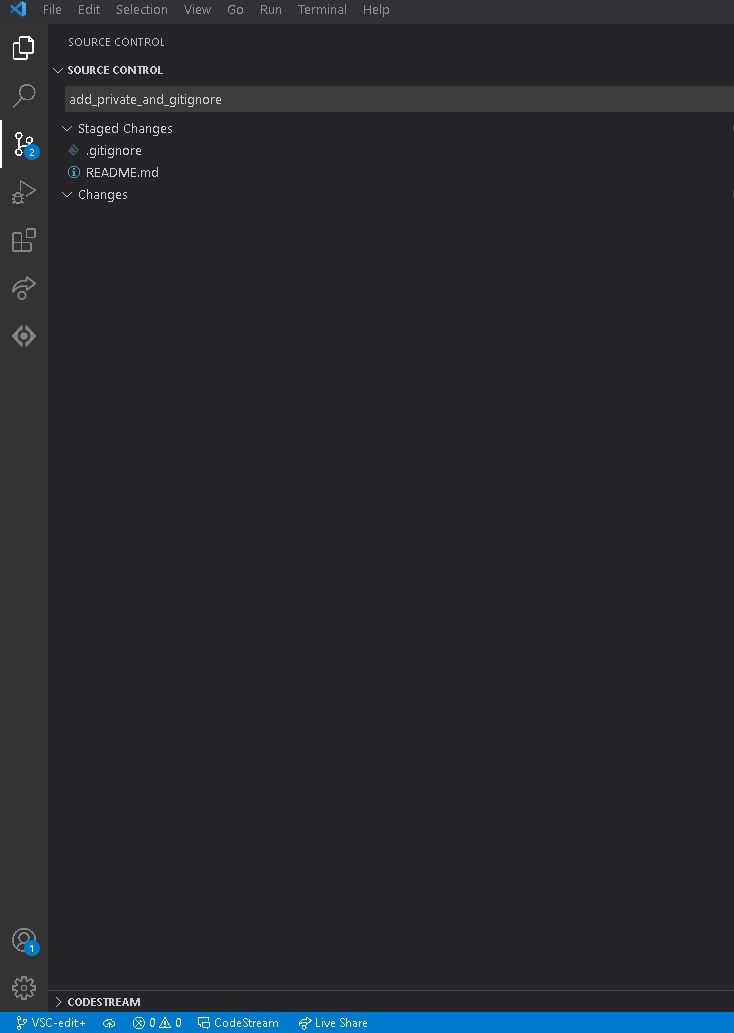 File Edit Selection View Go Run Terminal Help
SOURCE CONTROL
SOURCE CONTROL
add_private_and_gitignore
Staged Changes
.gitignore
README.md
2
Changes
1
CODESTREAM
VSC-edit+ 0 0 CodeStream Live Share